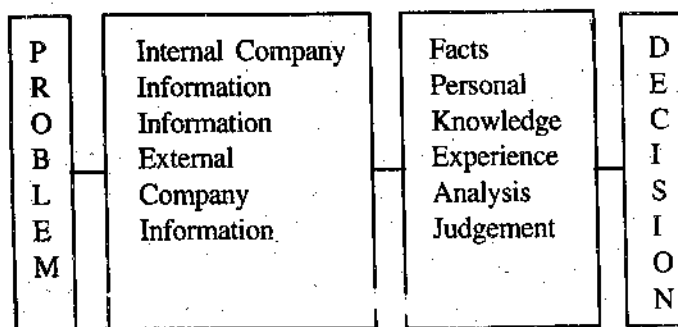 P
R
O
B
L
E
M
Internal Company
Information
Information
External
Company
Information
Facts
Personal
Knowledge
Experience
Analysis
Judgement
D
E
C
I
S
I
O
N